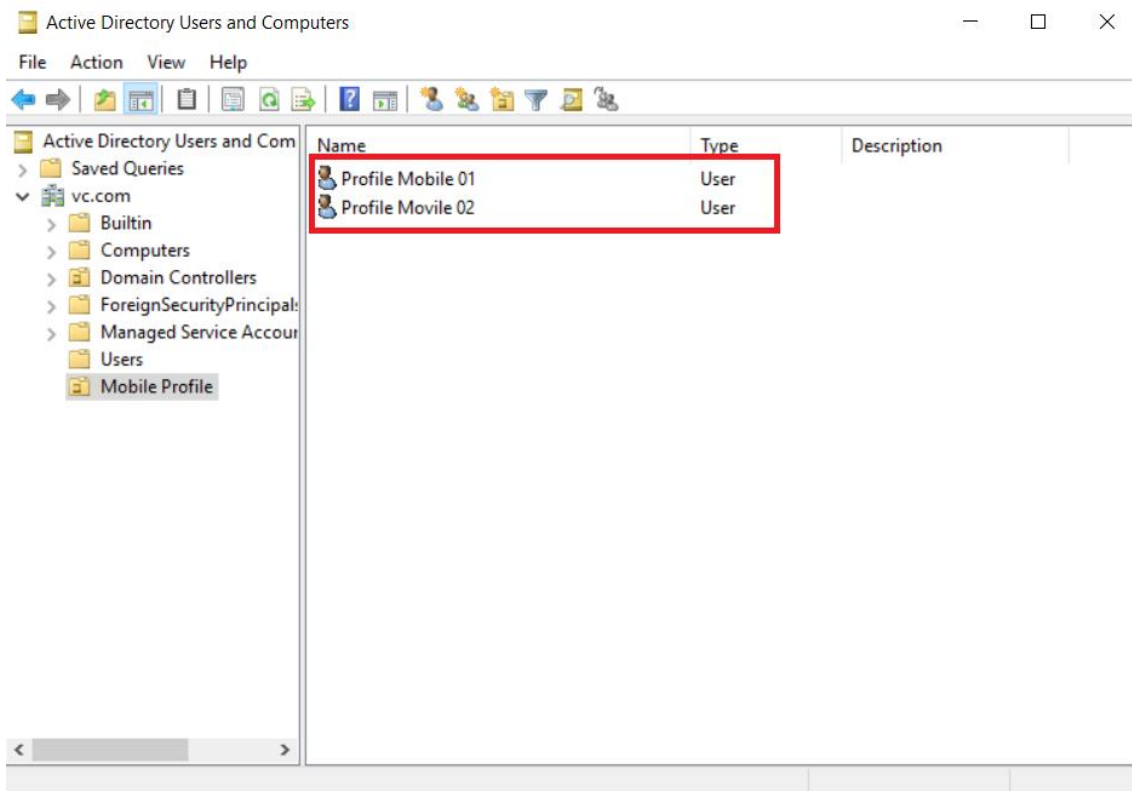 Active Directory Users and Computers
File Action View Help
Active Directory Users and Com
Name Type Description
Saved Queries
Profile Mobile 01 User
vc.com
Profile Movile 02 User
Builtin
Computers
Domain Controllers
ForeignSecurityPrincipals
Managed Service Accour
Users
Mobile Profile